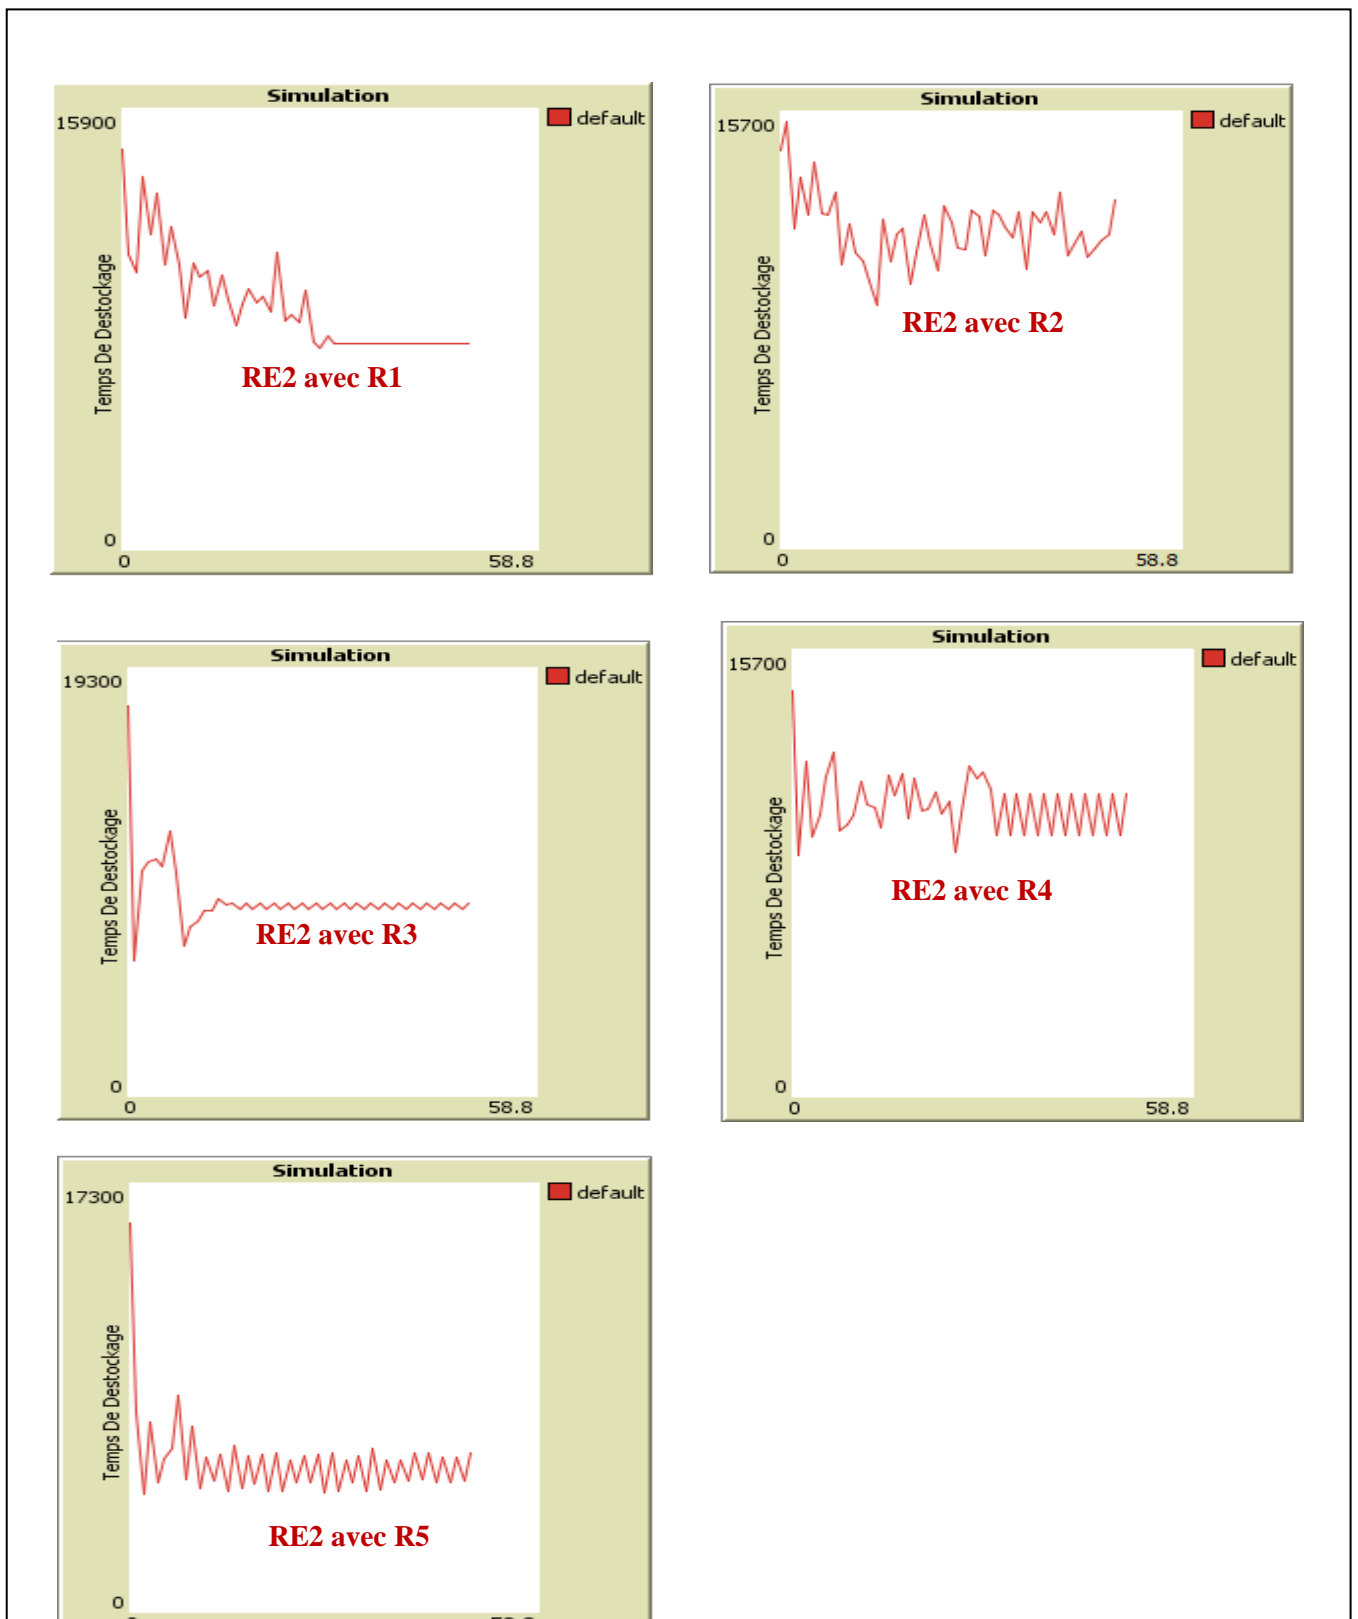 Simulation
15900
default
Temps De Destockage
RE2 avec R1
0
0
58.8
Simulation
15700
default
Temps De Destockage
RE2 avec R2
0
0
58.8
Simulation
19300
default
Temps De Destockage
RE2 avec R3
0
0
58.8
Simulation
15700
default
Temps De Destockage
RE2 avec R4
0
0
58.8
Simulation
17300
default
Temps De Destockage
RE2 avec R5
0